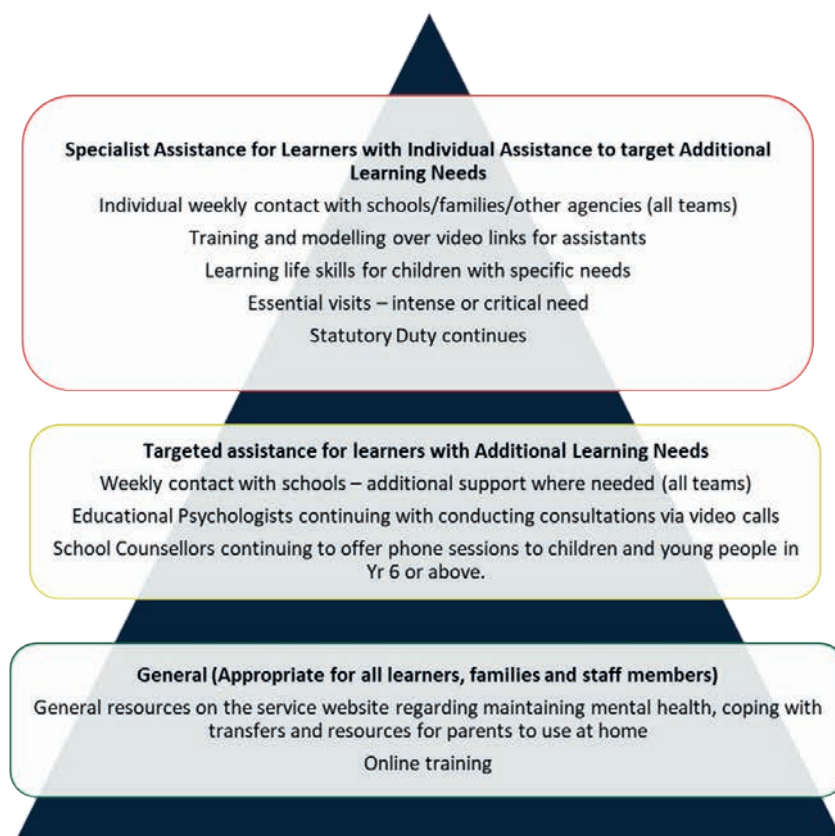 Specialist Assistance for Learners with Individual Assistance to target Additional
Learning Needs
Individual weekly contact with schools/families/other agencies (all teams)
Training and modelling over video links for assistants
Learning life skills for children with specific needs
Essential visits – intense or critical need
Statutory Duty continues
Targeted assistance for learners with Additional Learning Needs
Weekly contact with schools – additional support where needed (all teams)
Educational Psychologists continuing with conducting consultations via video calls
School Counsellors continuing to offer phone sessions to children and young people in
Yr 6 or above.
General (Appropriate for all learners, families and staff members)
General resources on the service website regarding maintaining mental health, coping with
transfers and resources for parents to use at home
Online training